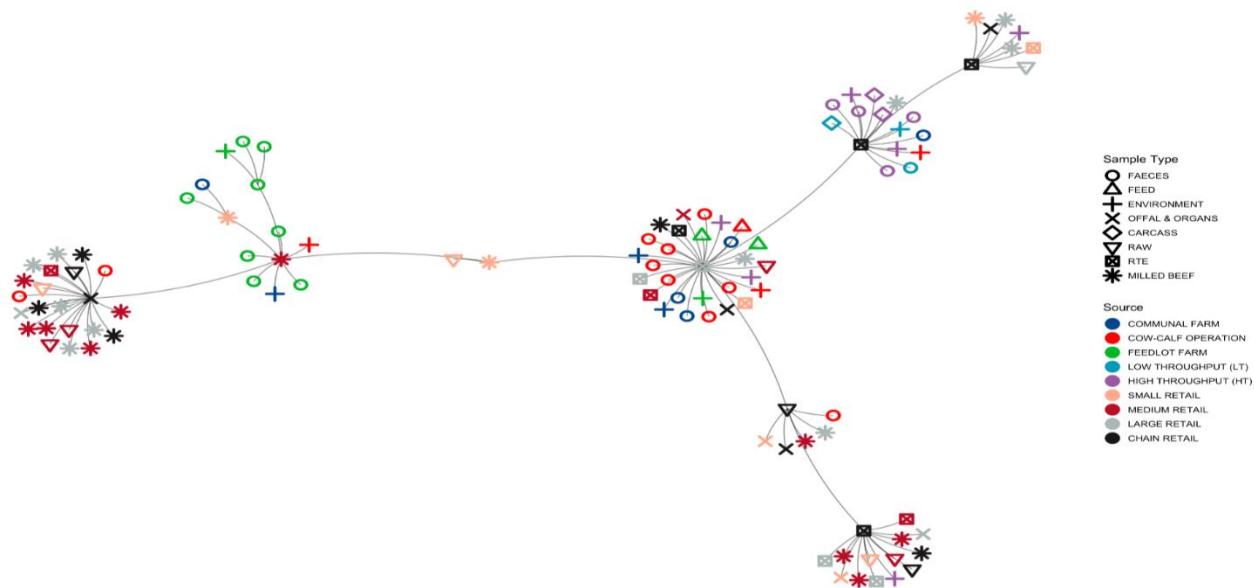 Sample Type
FAECES
FEED
ENVIRONMENT
OFFAL & ORGANS
CARCASS
RAW
RTE
MILLED BEEF
Source
COMMUNAL FARM
COW-CALF OPERATION
FEEDLOT FARM
LOW THROUGHPUT (LT)
HIGH THROUGHPUT (HT)
SMALL RETAIL
MEDIUM RETAIL
LARGE RETAIL
CHAIN RETAIL